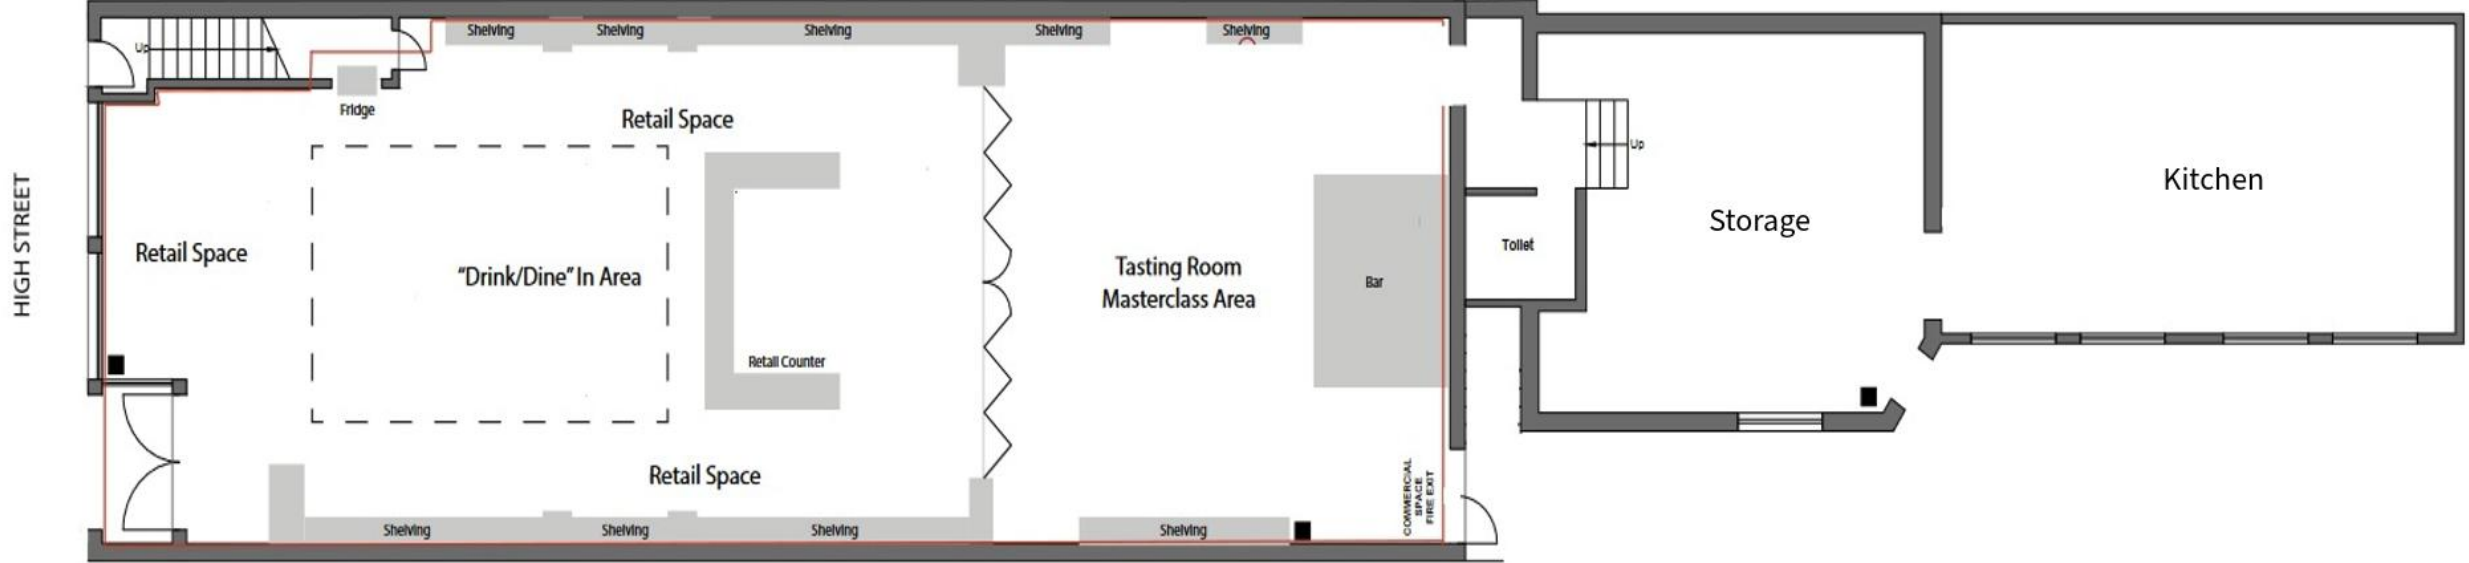 Shelving
Shelving
Shelving
Shelving
Shelving
Up
Fridge
Retail Space
Up
Kitchen
HIGH STREET
Retail Space
"Drink/Dine" In Area
Tasting Room
Masterclass Area
Bar
Toilet
Storage
Retail Counter
Retail Space
COMMERCIAL
SPACE
FIRE EXIT
Shelving
Shelving
Shelving
Shelving